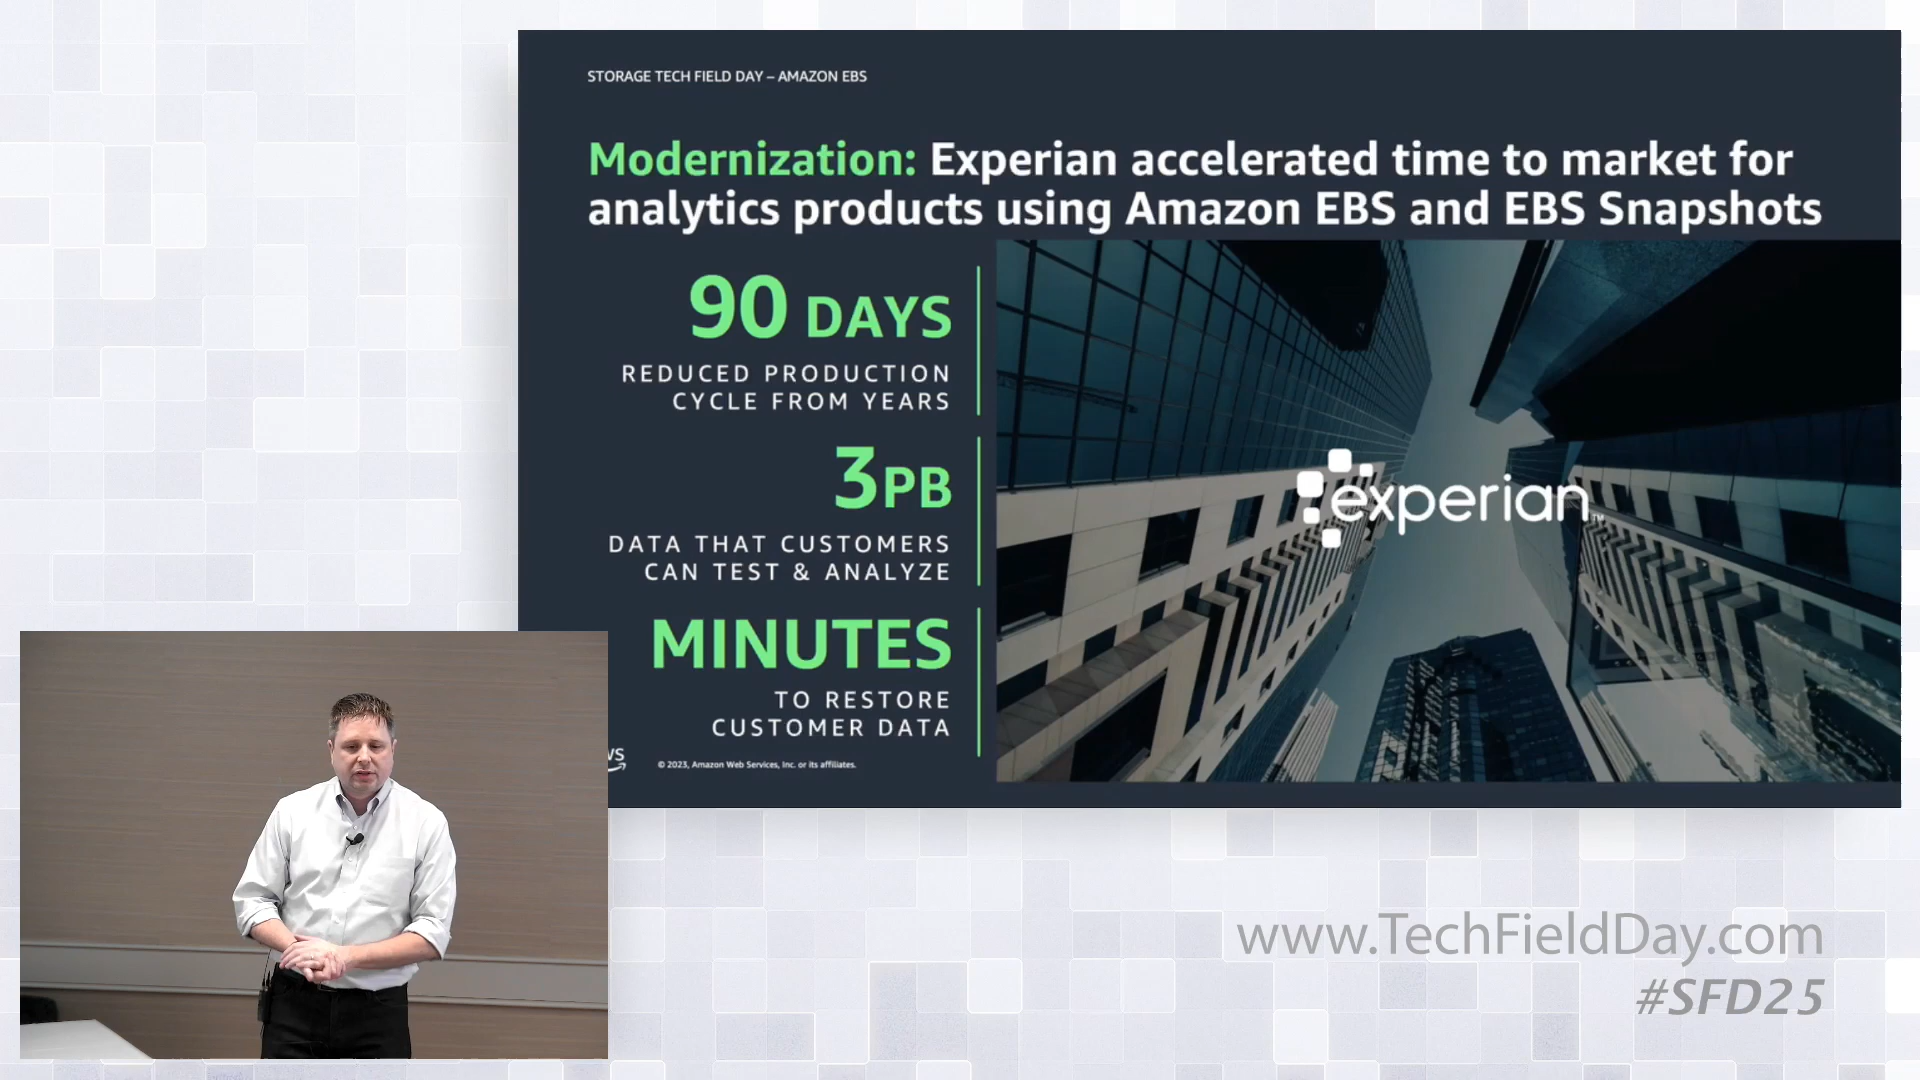 STORAGE TECH FIELD DAY – AMAZON EBS
Modernization: Experian accelerated time to market for
analytics products using Amazon EBS and EBS Snapshots
90 DAYS
REDUCED PRODUCTION
CYCLE FROM YEARS
3PB
DATA THAT CUSTOMERS
CAN TEST & ANALYZE
MINUTES
TO RESTORE
CUSTOMER DATA
experian™
© 2023, Amazon Web Services, Inc. or its affiliates.
www.TechFieldDay.com
#SFD25